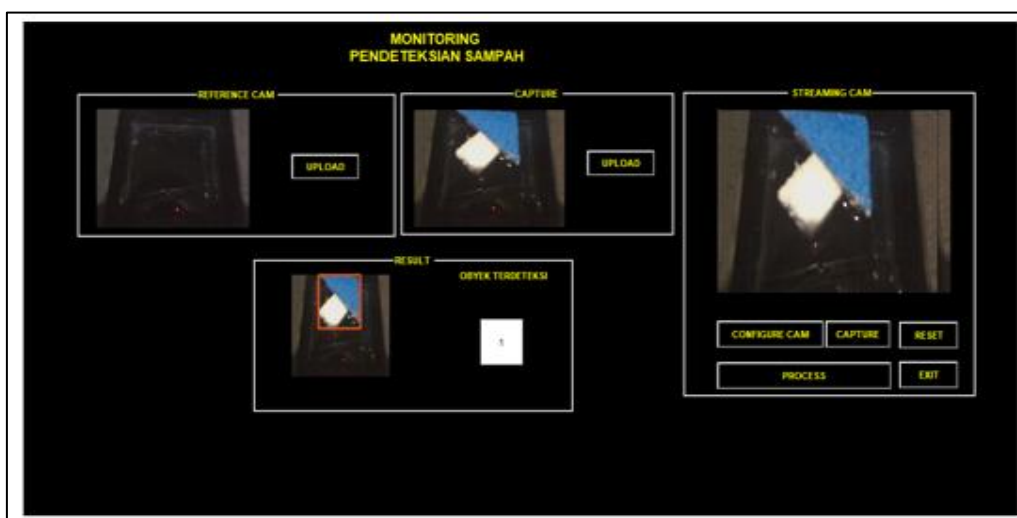 MONITORING
PENDETEKSIAN SAMPAH
REFERENCE CAM
UPLOAD
CAPTURE
UPLOAD
STREAMING CAM
CONFIGURE CAM
CAPTURE
RESET
PROCESS
EXIT
RESULT
OBYEK TERDETEKSI
1